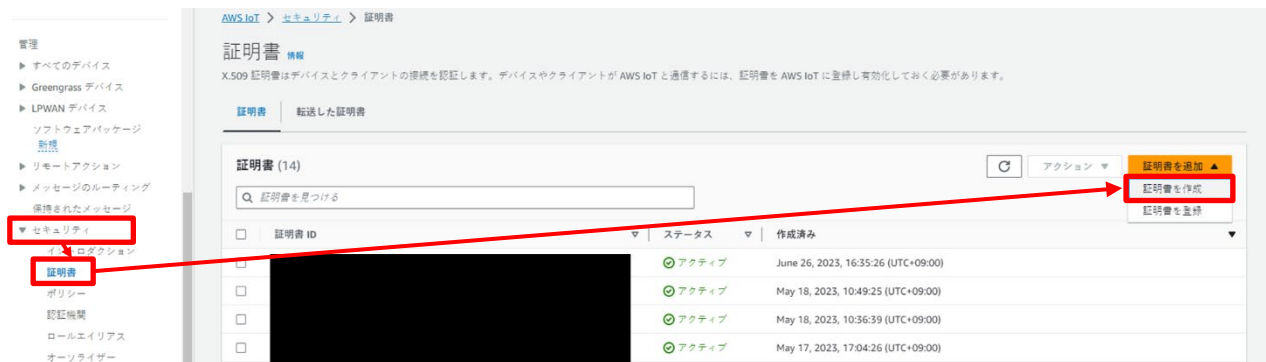 管理
▶ すべてのデバイス
▶ Greengrass デバイス
▶ LPWAN デバイス
ソフトウェアパッケージ
新規
▶ リモートアクション
▶ メッセージのルーティング
保持されたメッセージ
▼ セキュリティ
イントロダクション
証明書
ポリシー
認証機関
ロールエイリアス
オーソライザー
AWS IoT > セキュリティ > 証明書
証明書 情報
X.509 証明書はデバイスとクライアントの接続を認証します。デバイスやクライアントが AWS IoT と通信するには、証明書を AWS IoT に登録し有効化しておく必要があります。
証明書 転送した証明書
証明書 (14)
アクション ▼ 証明書を追加 ▲
証明書を作成
証明書を登録
証明書を見つける
証明書 ID ステータス 作成済み
アクティブ June 26, 2023, 16:35:26 (UTC+09:00)
アクティブ May 18, 2023, 10:49:25 (UTC+09:00)
アクティブ May 18, 2023, 10:36:39 (UTC+09:00)
アクティブ May 17, 2023, 17:04:26 (UTC+09:00)